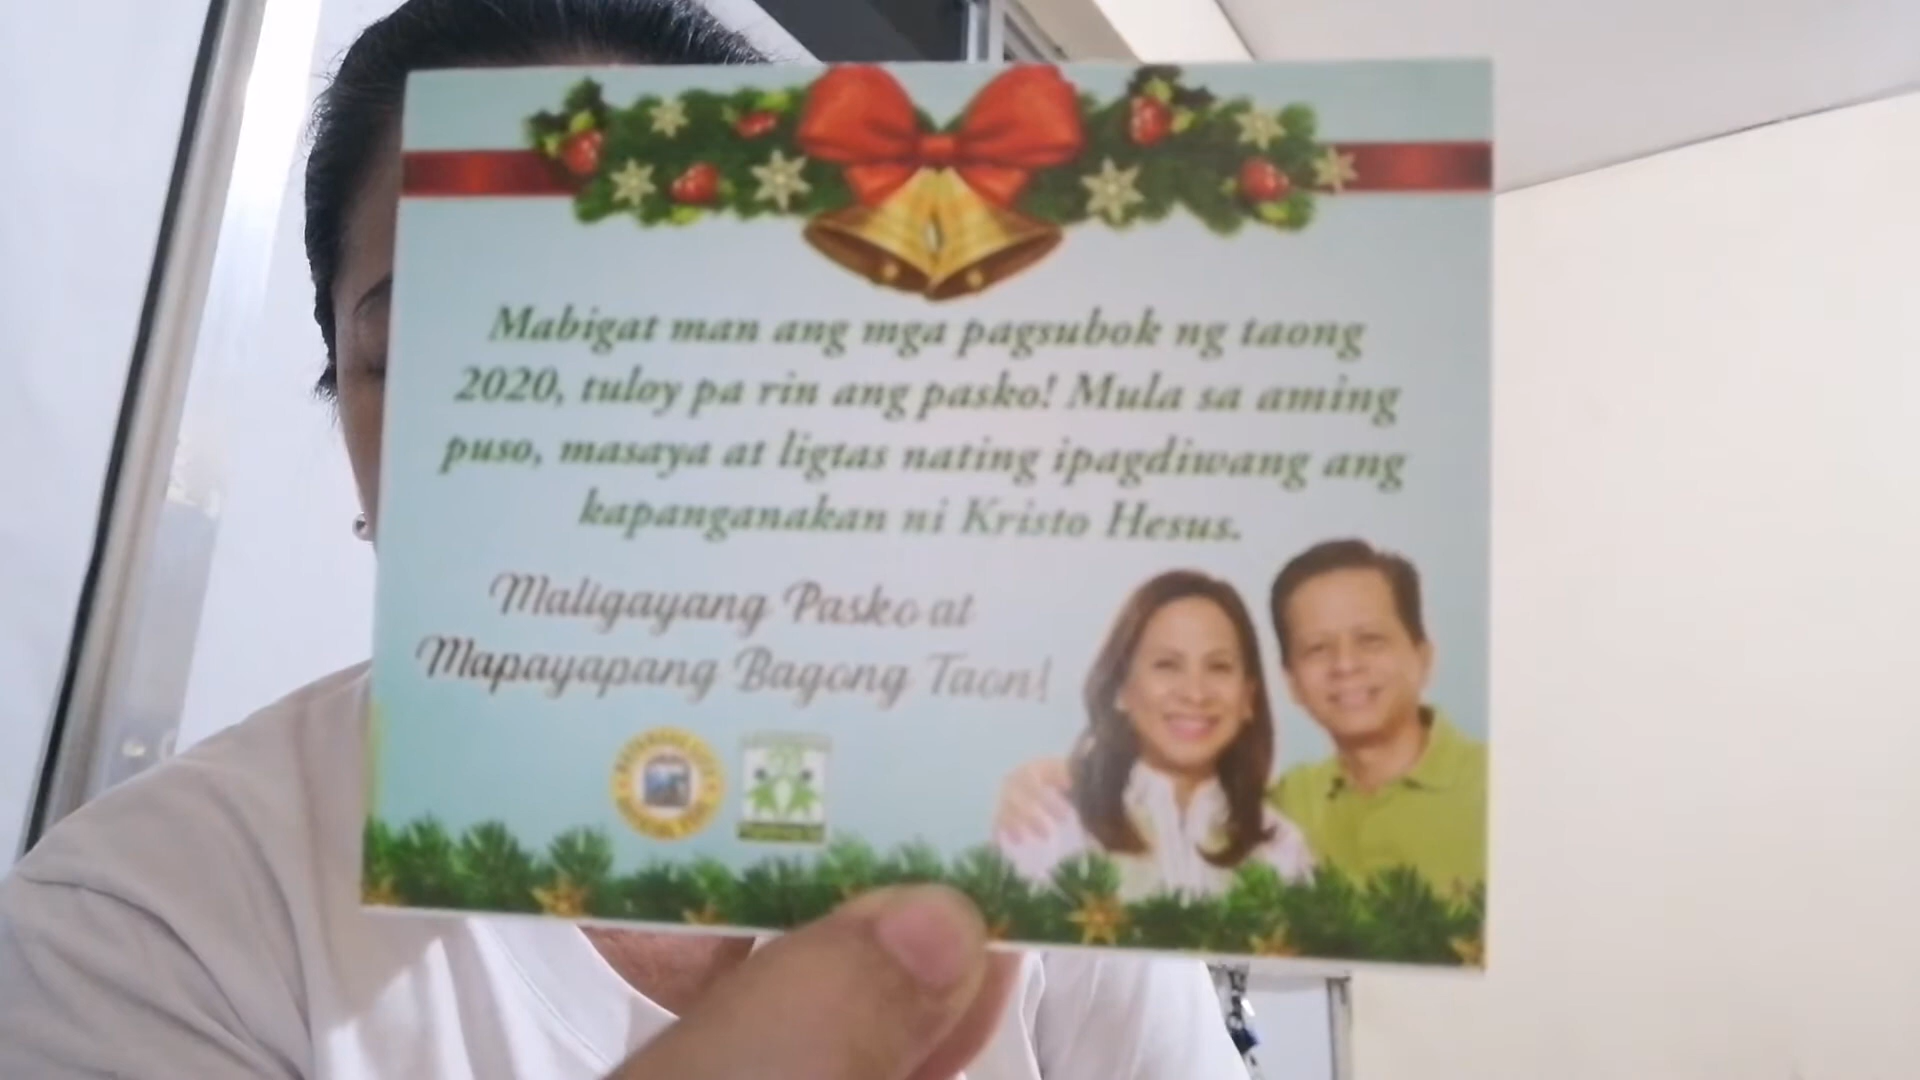 Mabigat man ang mga pagsubok ng taong
2020, tuloy pa rin ang pasko! Mula sa aming
puso, masaya at ligtas nating ipagdiwang ang
kapanganakan ni Kristo Hesus.
Maligayang Pasko at
Mapayapang Bagong Taon!